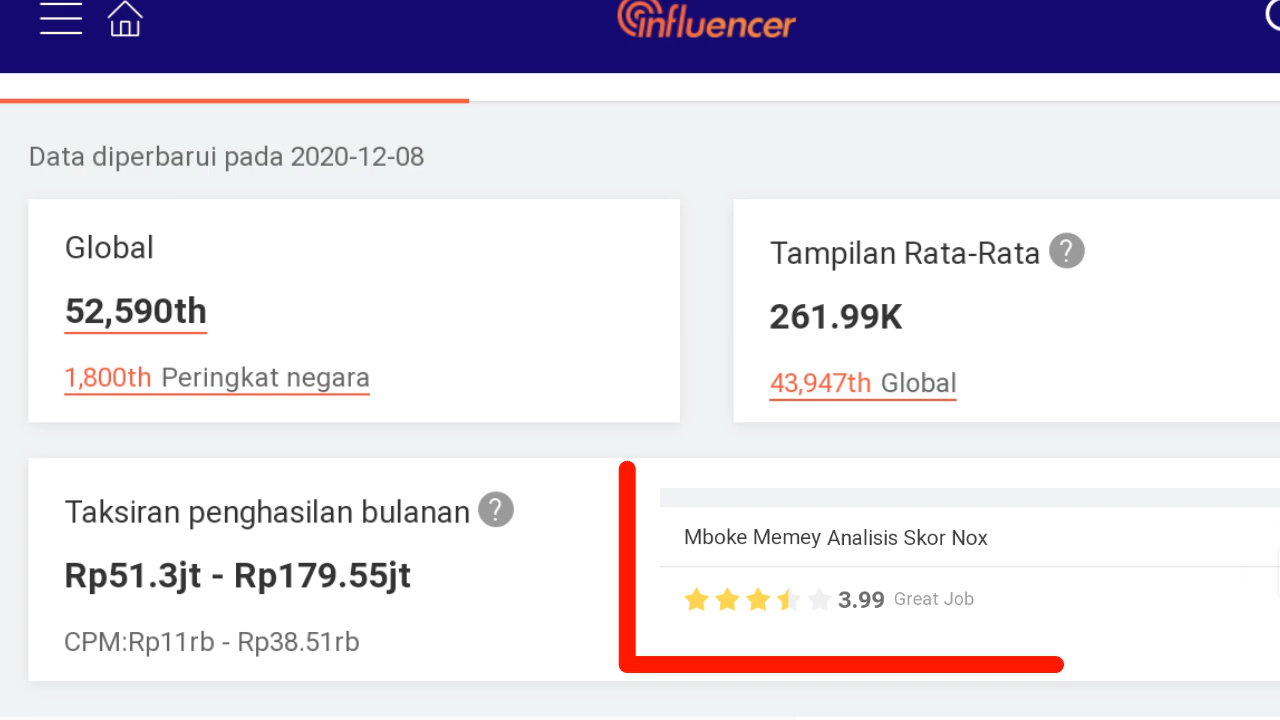 influencer
Data diperbarui pada 2020-12-08
Global
52,590th
1,800th Peringkat negara
Tampilan Rata-Rata ?
261.99K
43,947th Global
Taksiran penghasilan bulanan ?
Rp51.3jt - Rp179.55jt
CPM:Rp11rb - Rp38.51rb
Mboke Memey Analisis Skor Nox
3.99 Great Job